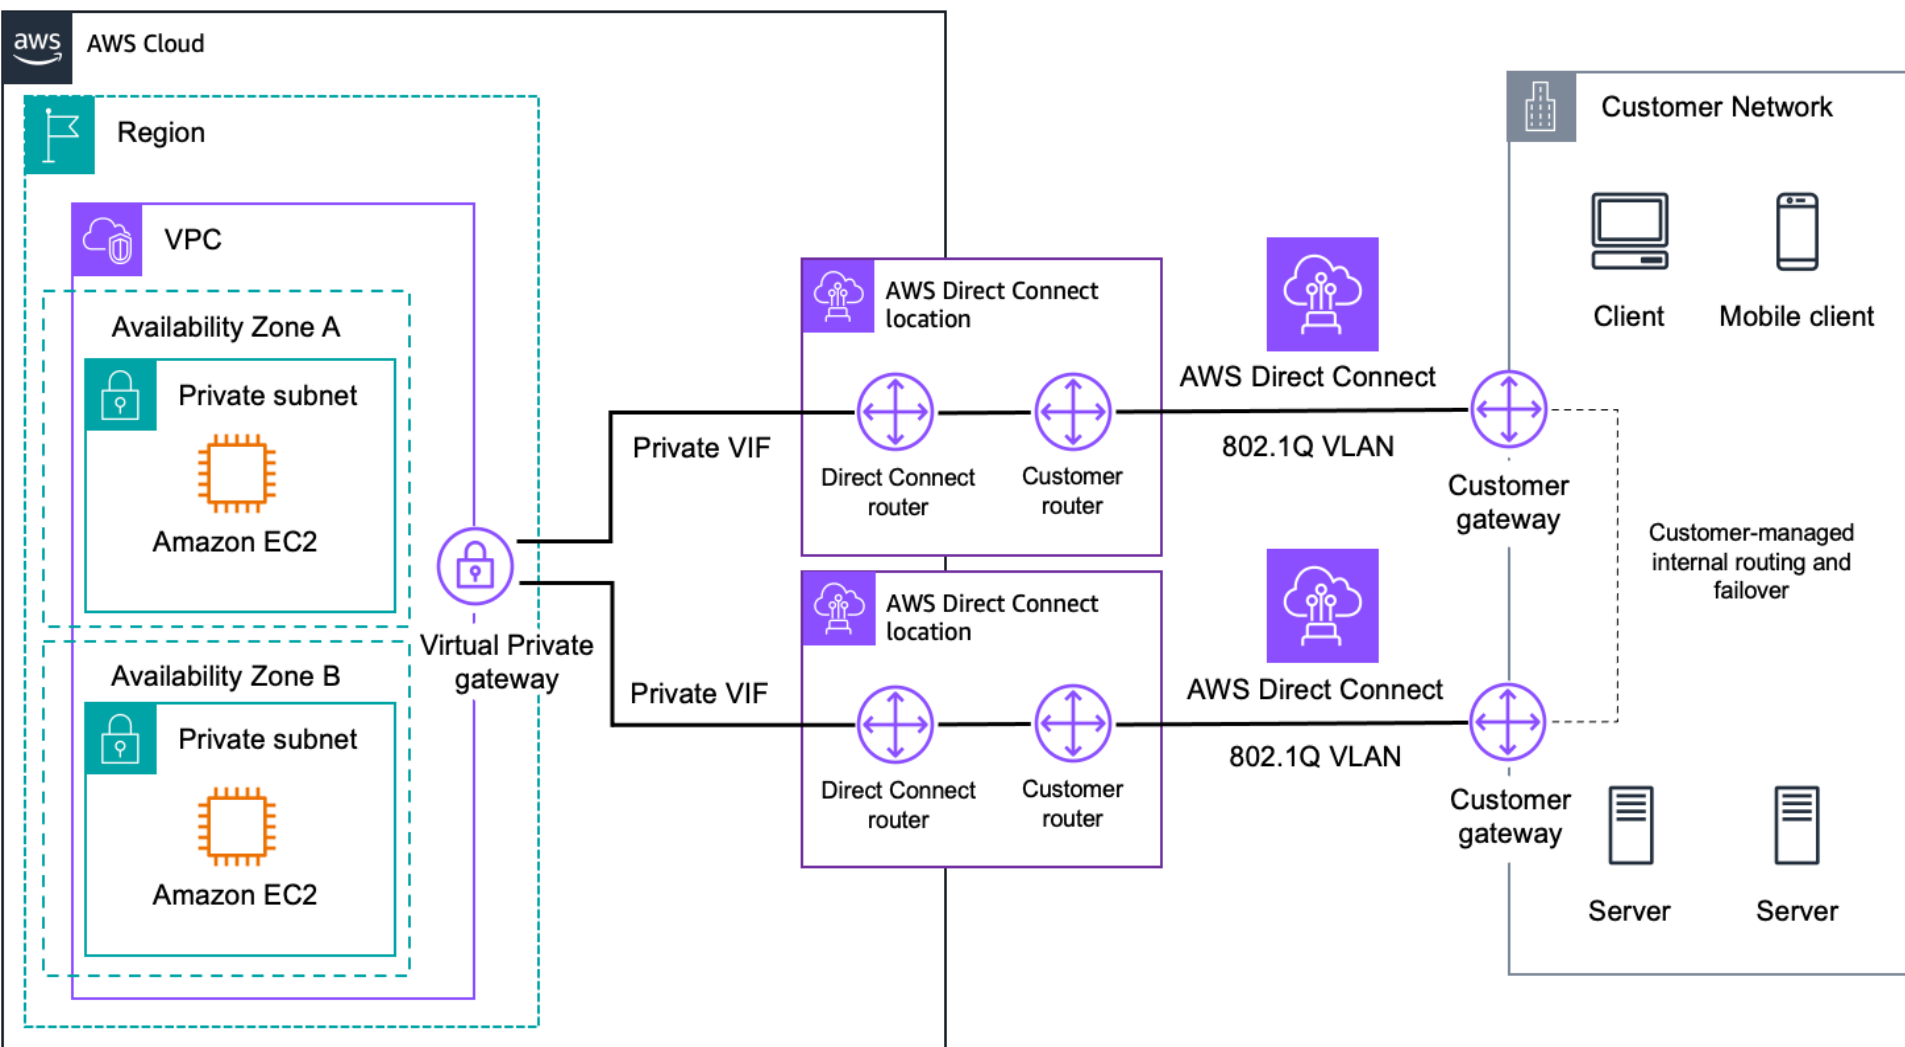 aws
AWS Cloud
Region
VPC
Availability Zone A
Private subnet
Amazon EC2
Availability Zone B
Private subnet
Amazon EC2
Virtual Private
gateway
Private VIF
Private VIF
AWS Direct Connect
location
Direct Connect
router
Customer
router
AWS Direct Connect
location
Direct Connect
router
Customer
router
AWS Direct Connect
802.1Q VLAN
AWS Direct Connect
802.1Q VLAN
Customer Network
Client
Mobile client
Customer
gateway
Customer-managed
internal routing and
failover
Customer
gateway
Server
Server